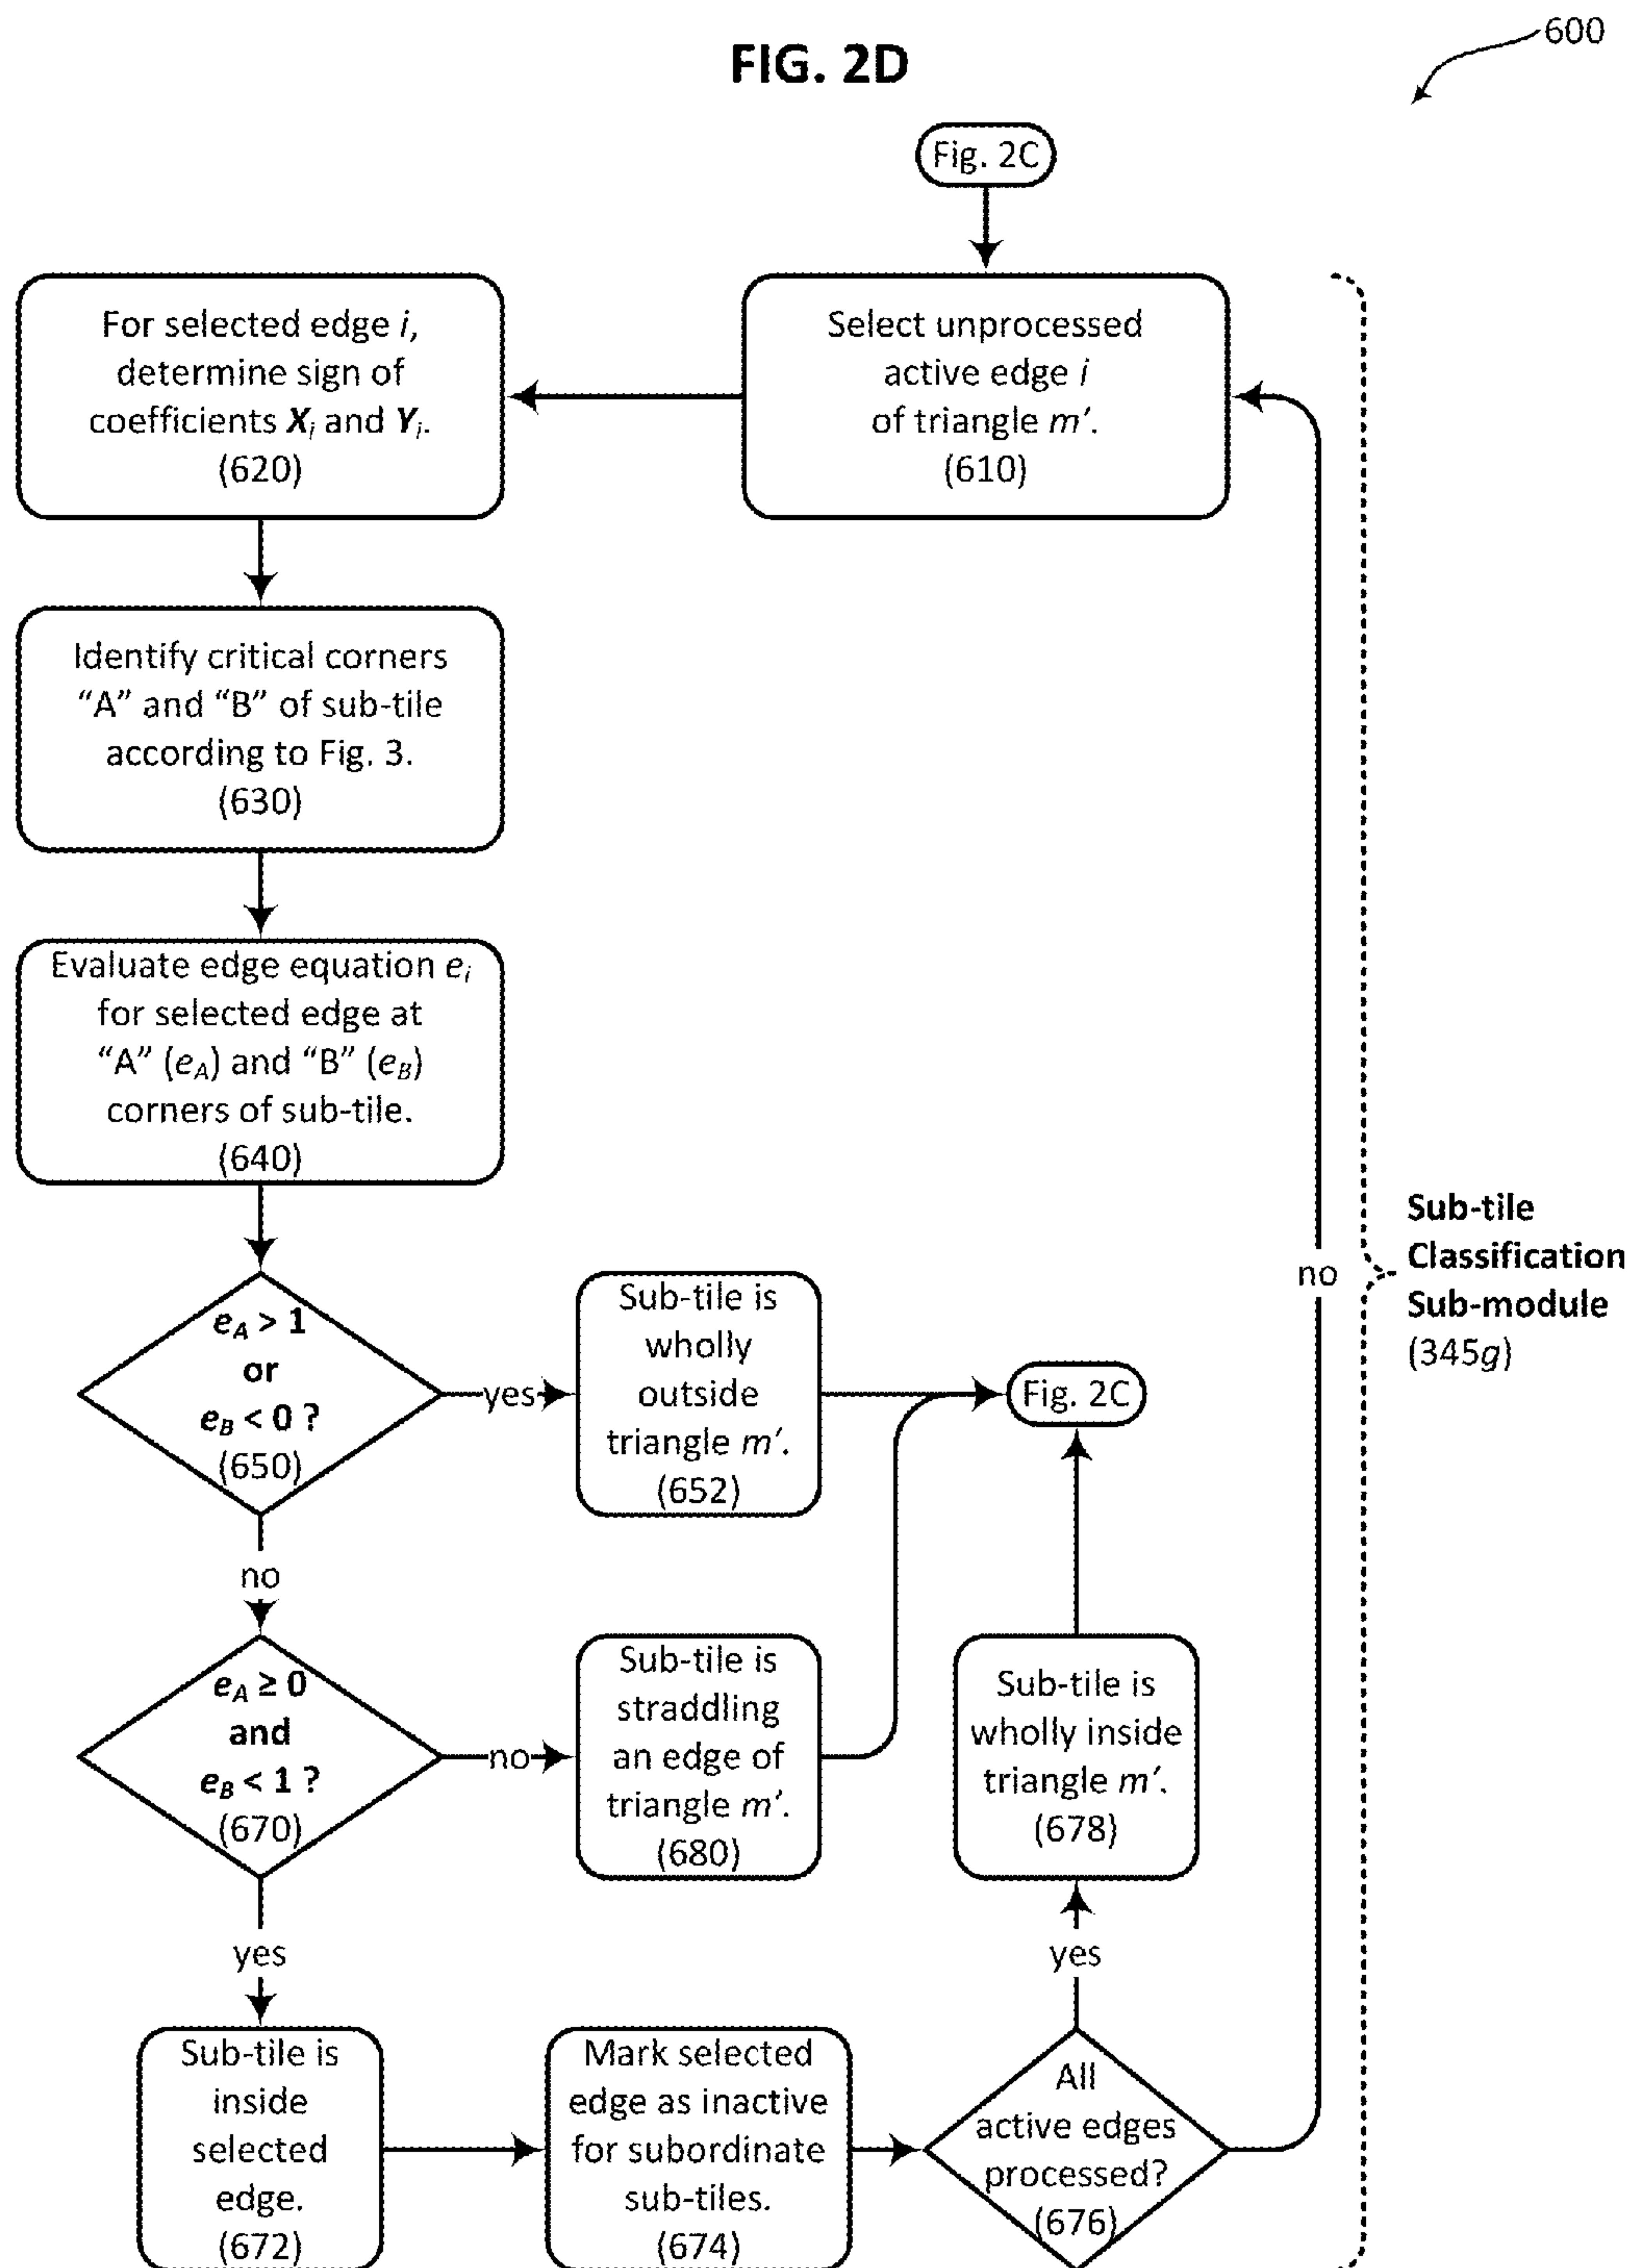 600
FIG. 2D
Fig. 2C
Select unprocessed
active edge i
of triangle m′.
(610)
For selected edge i,
determine sign of
coefficients Xi and Yi.
(620)
Identify critical corners
“A” and “B” of sub-tile
according to Fig. 3.
(630)
Evaluate edge equation ei
for selected edge at
“A” (eA) and “B” (eB)
corners of sub-tile.
(640)
eA > 1
or
eB < 0 ?
(650)
yes
Sub-tile is
wholly
outside
triangle m′.
(652)
Fig. 2C
no
eA ≥ 0
and
eB < 1 ?
(670)
no
Sub-tile is
straddling
an edge of
triangle m′.
(680)
Sub-tile is
wholly inside
triangle m′.
(678)
yes
yes
Sub-tile is
inside
selected
edge.
(672)
Mark selected
edge as inactive
for subordinate
sub-tiles.
(674)
All
active edges
processed?
(676)
no
Sub-tile
Classification
Sub-module
(345g)